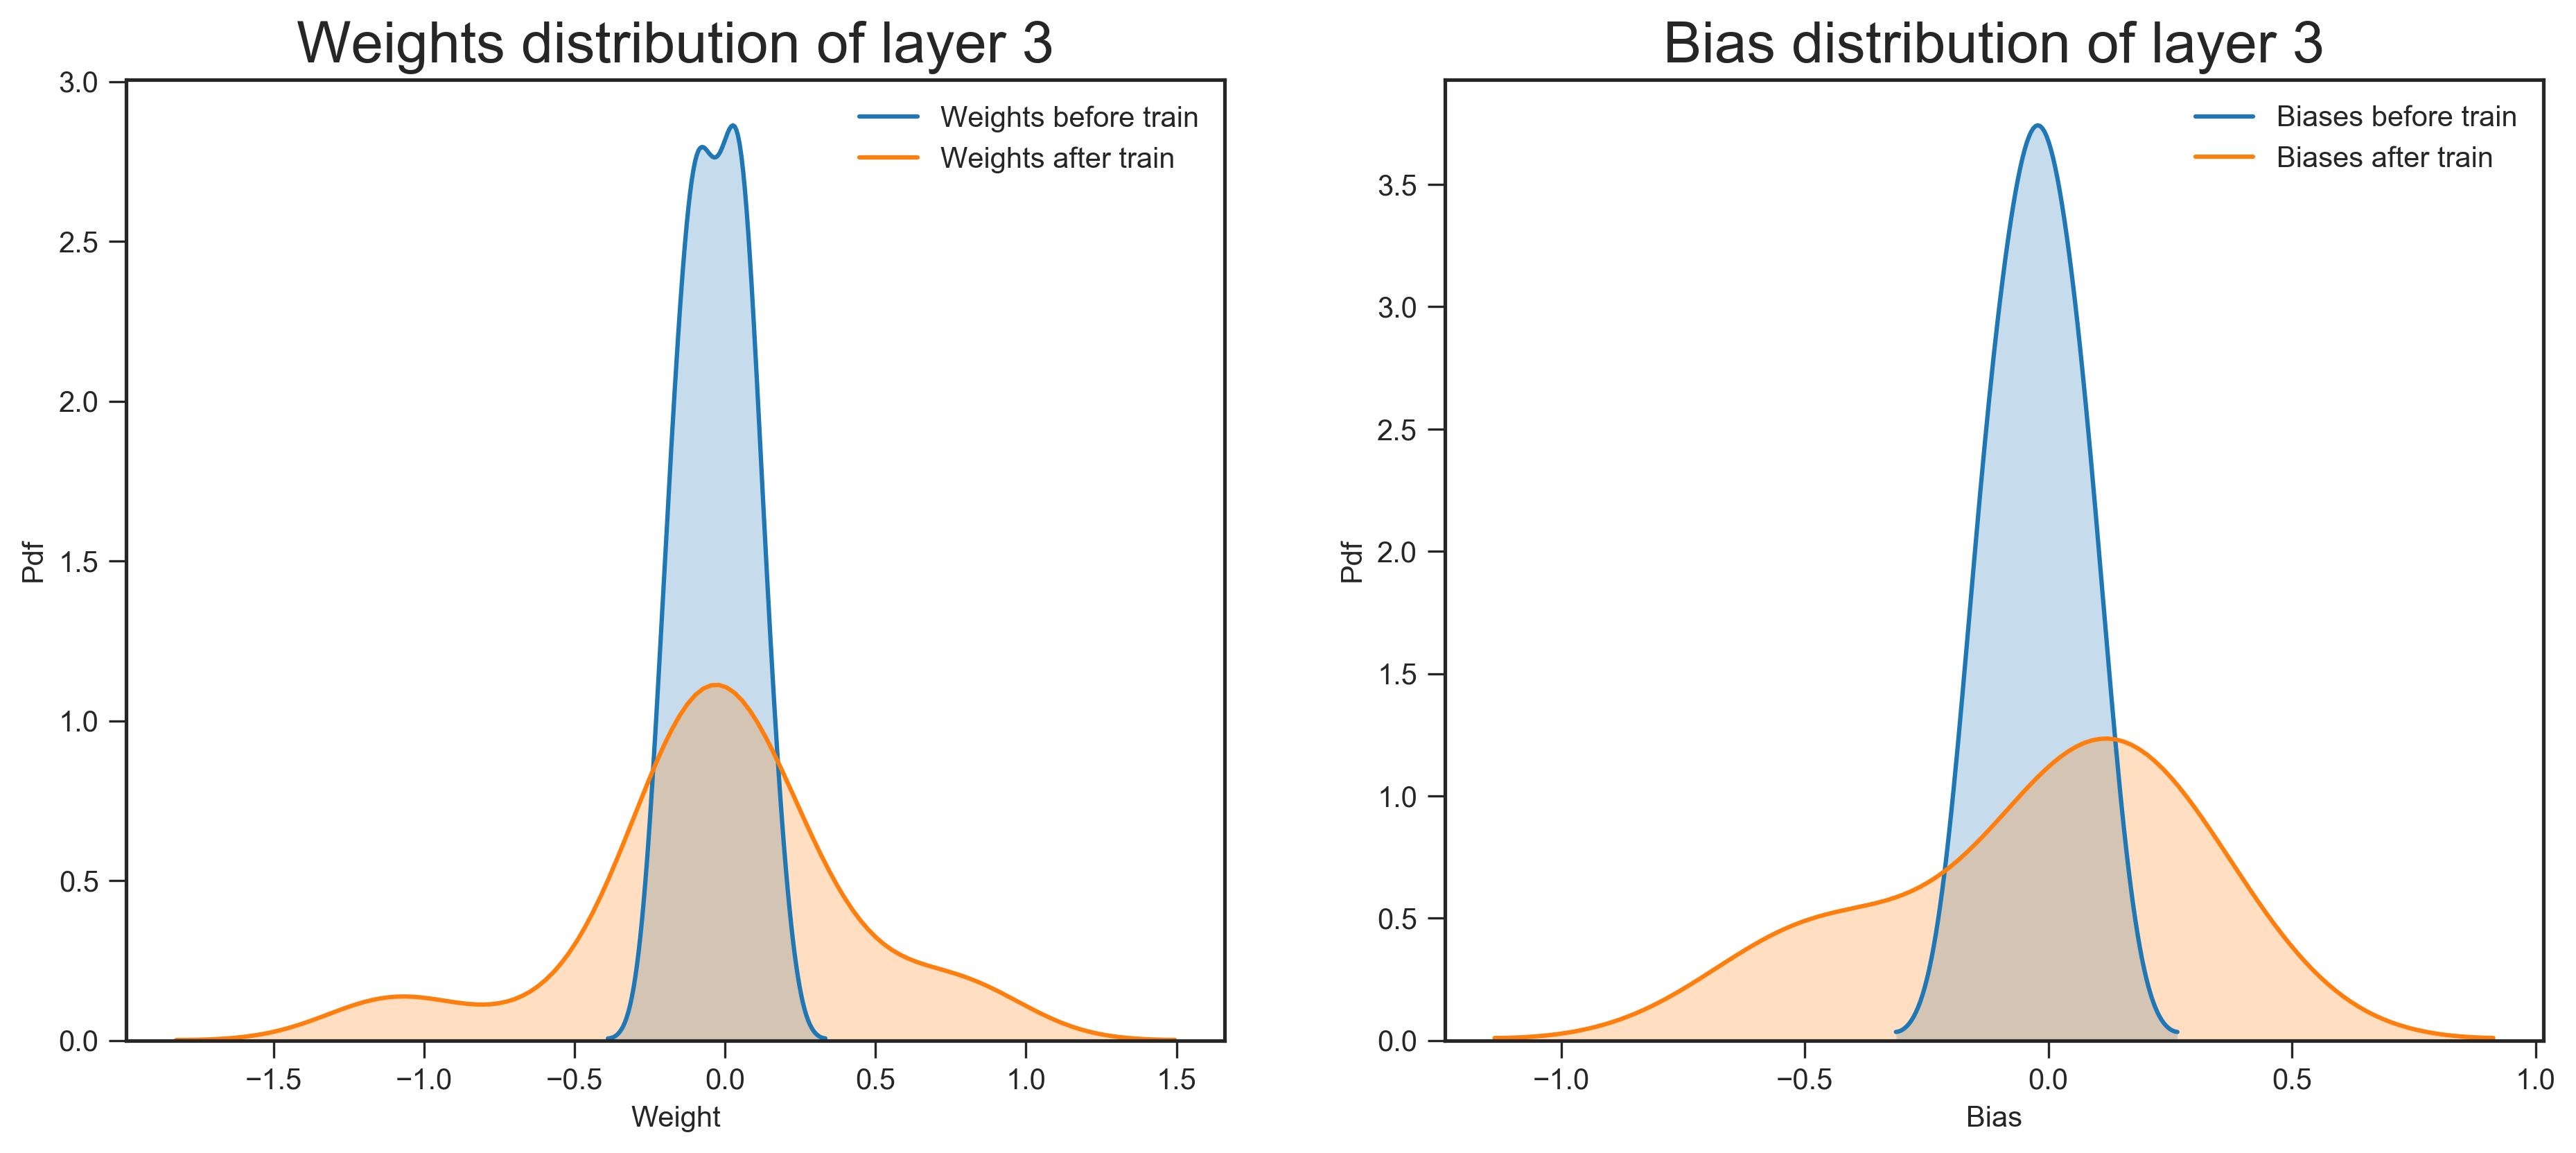 Weights distribution of layer 3
3.0
2.5
2.0
1.5
1.0
0.5
0.0
Pdf
Weights before train
Weights after train
−1.5 −1.0 −0.5 0.0 0.5 1.0 1.5
Weight
Bias distribution of layer 3
3.5
3.0
2.5
2.0
1.5
1.0
0.5
0.0
Pdf
Biases before train
Biases after train
−1.0 −0.5 0.0 0.5 1.0
Bias